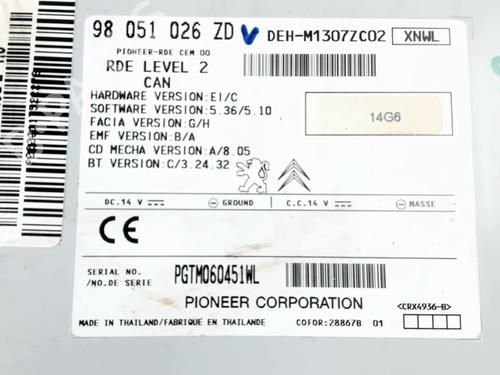 98 051 026 ZD V DEH-M1307ZC02 XNWL
PIONEER-RDE CEM 00
RDE LEVEL 2
CAN
HARDWARE VERSION:EI/C
SOFTWARE VERSION:5.36/5.10
FACIA VERSION:G/H
EMF VERSION:B/A
CD MECHA VERSION:A/8.05
BT VERSION:C/3.24.32
14G6
DC.14 V GROUND C.C.14 V MASSE
CE
SERIAL NO.
/NO.DE SERIE PGTM060451WL
PIONEER CORPORATION <CRX4936-B>
MADE IN THAILAND/FABRIQUE EN THAILANDE COFOR:28867B 01